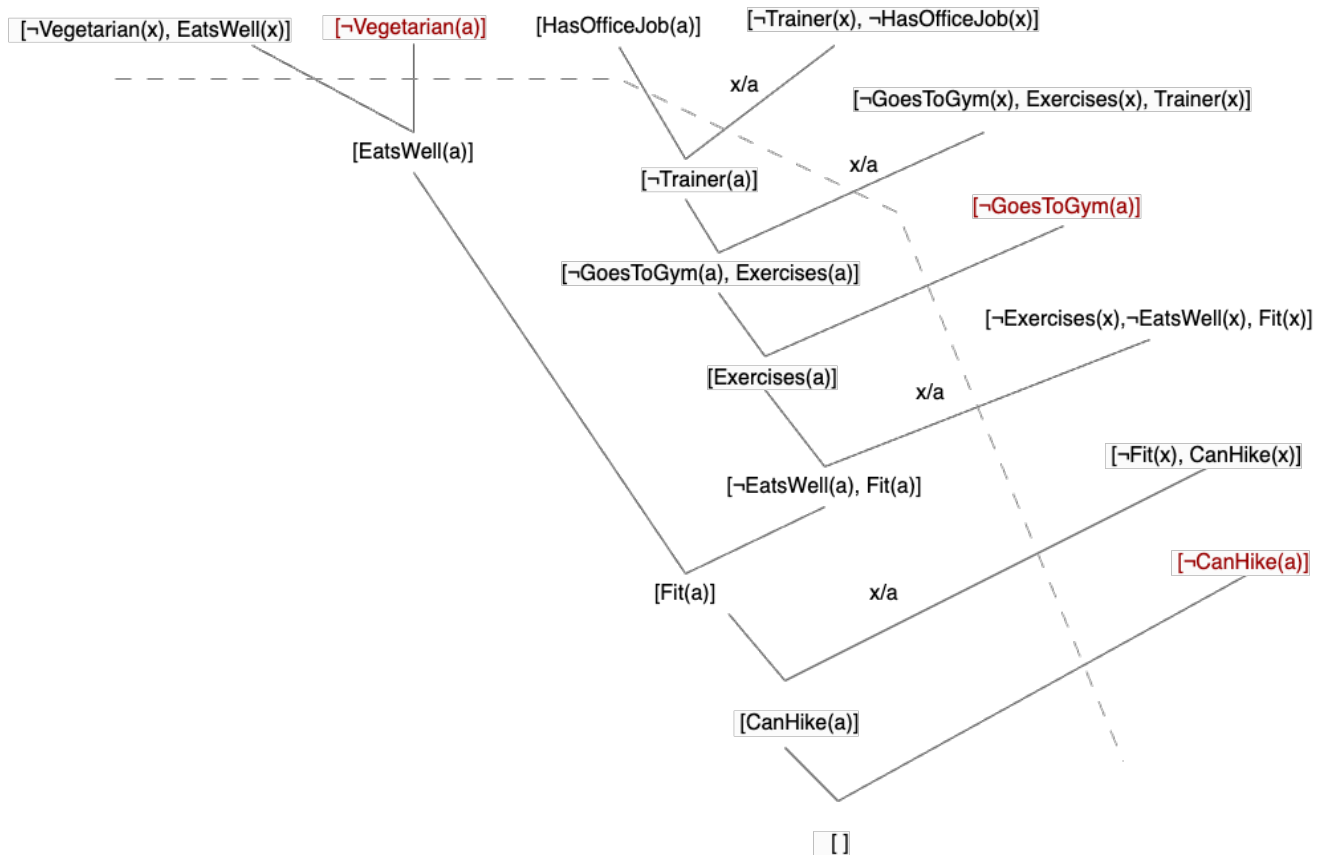 [¬Vegetarian(x), EatsWell(x)]
[¬Vegetarian(a)]
[HasOfficeJob(a)]
[¬Trainer(x), ¬HasOfficeJob(x)]
x/a
[¬GoesToGym(x), Exercises(x), Trainer(x)]
[EatsWell(a)]
x/a
[¬Trainer(a)]
[¬GoesToGym(a)]
[¬GoesToGym(a), Exercises(a)]
[¬Exercises(x),¬EatsWell(x), Fit(x)]
[Exercises(a)]
x/a
[¬Fit(x), CanHike(x)]
[¬EatsWell(a), Fit(a)]
[¬CanHike(a)]
[Fit(a)]
x/a
[CanHike(a)]
[ ]